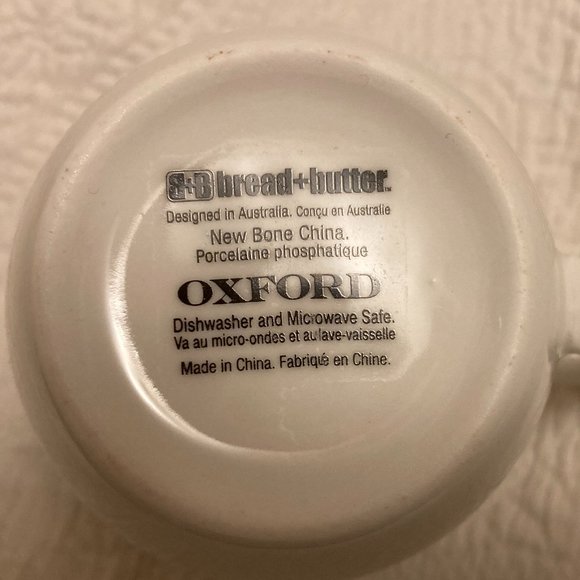 B+B bread+butter™
Designed in Australia. Conçu en Australie
New Bone China.
Porcelaine phosphatique
OXFORD
Dishwasher and Microwave Safe.
Va au micro-ondes et au lave-vaisselle
Made in China. Fabriqué en Chine.